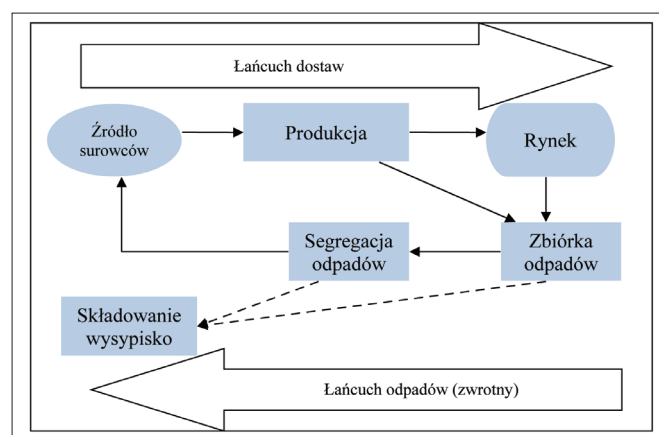 Łańcuch dostaw
Źródło
surowców
Produkcja
Rynek
Segregacja
odpadów
Zbiórka
odpadów
Składowanie
wysypisko
Łańcuch odpadów (zwrotny)